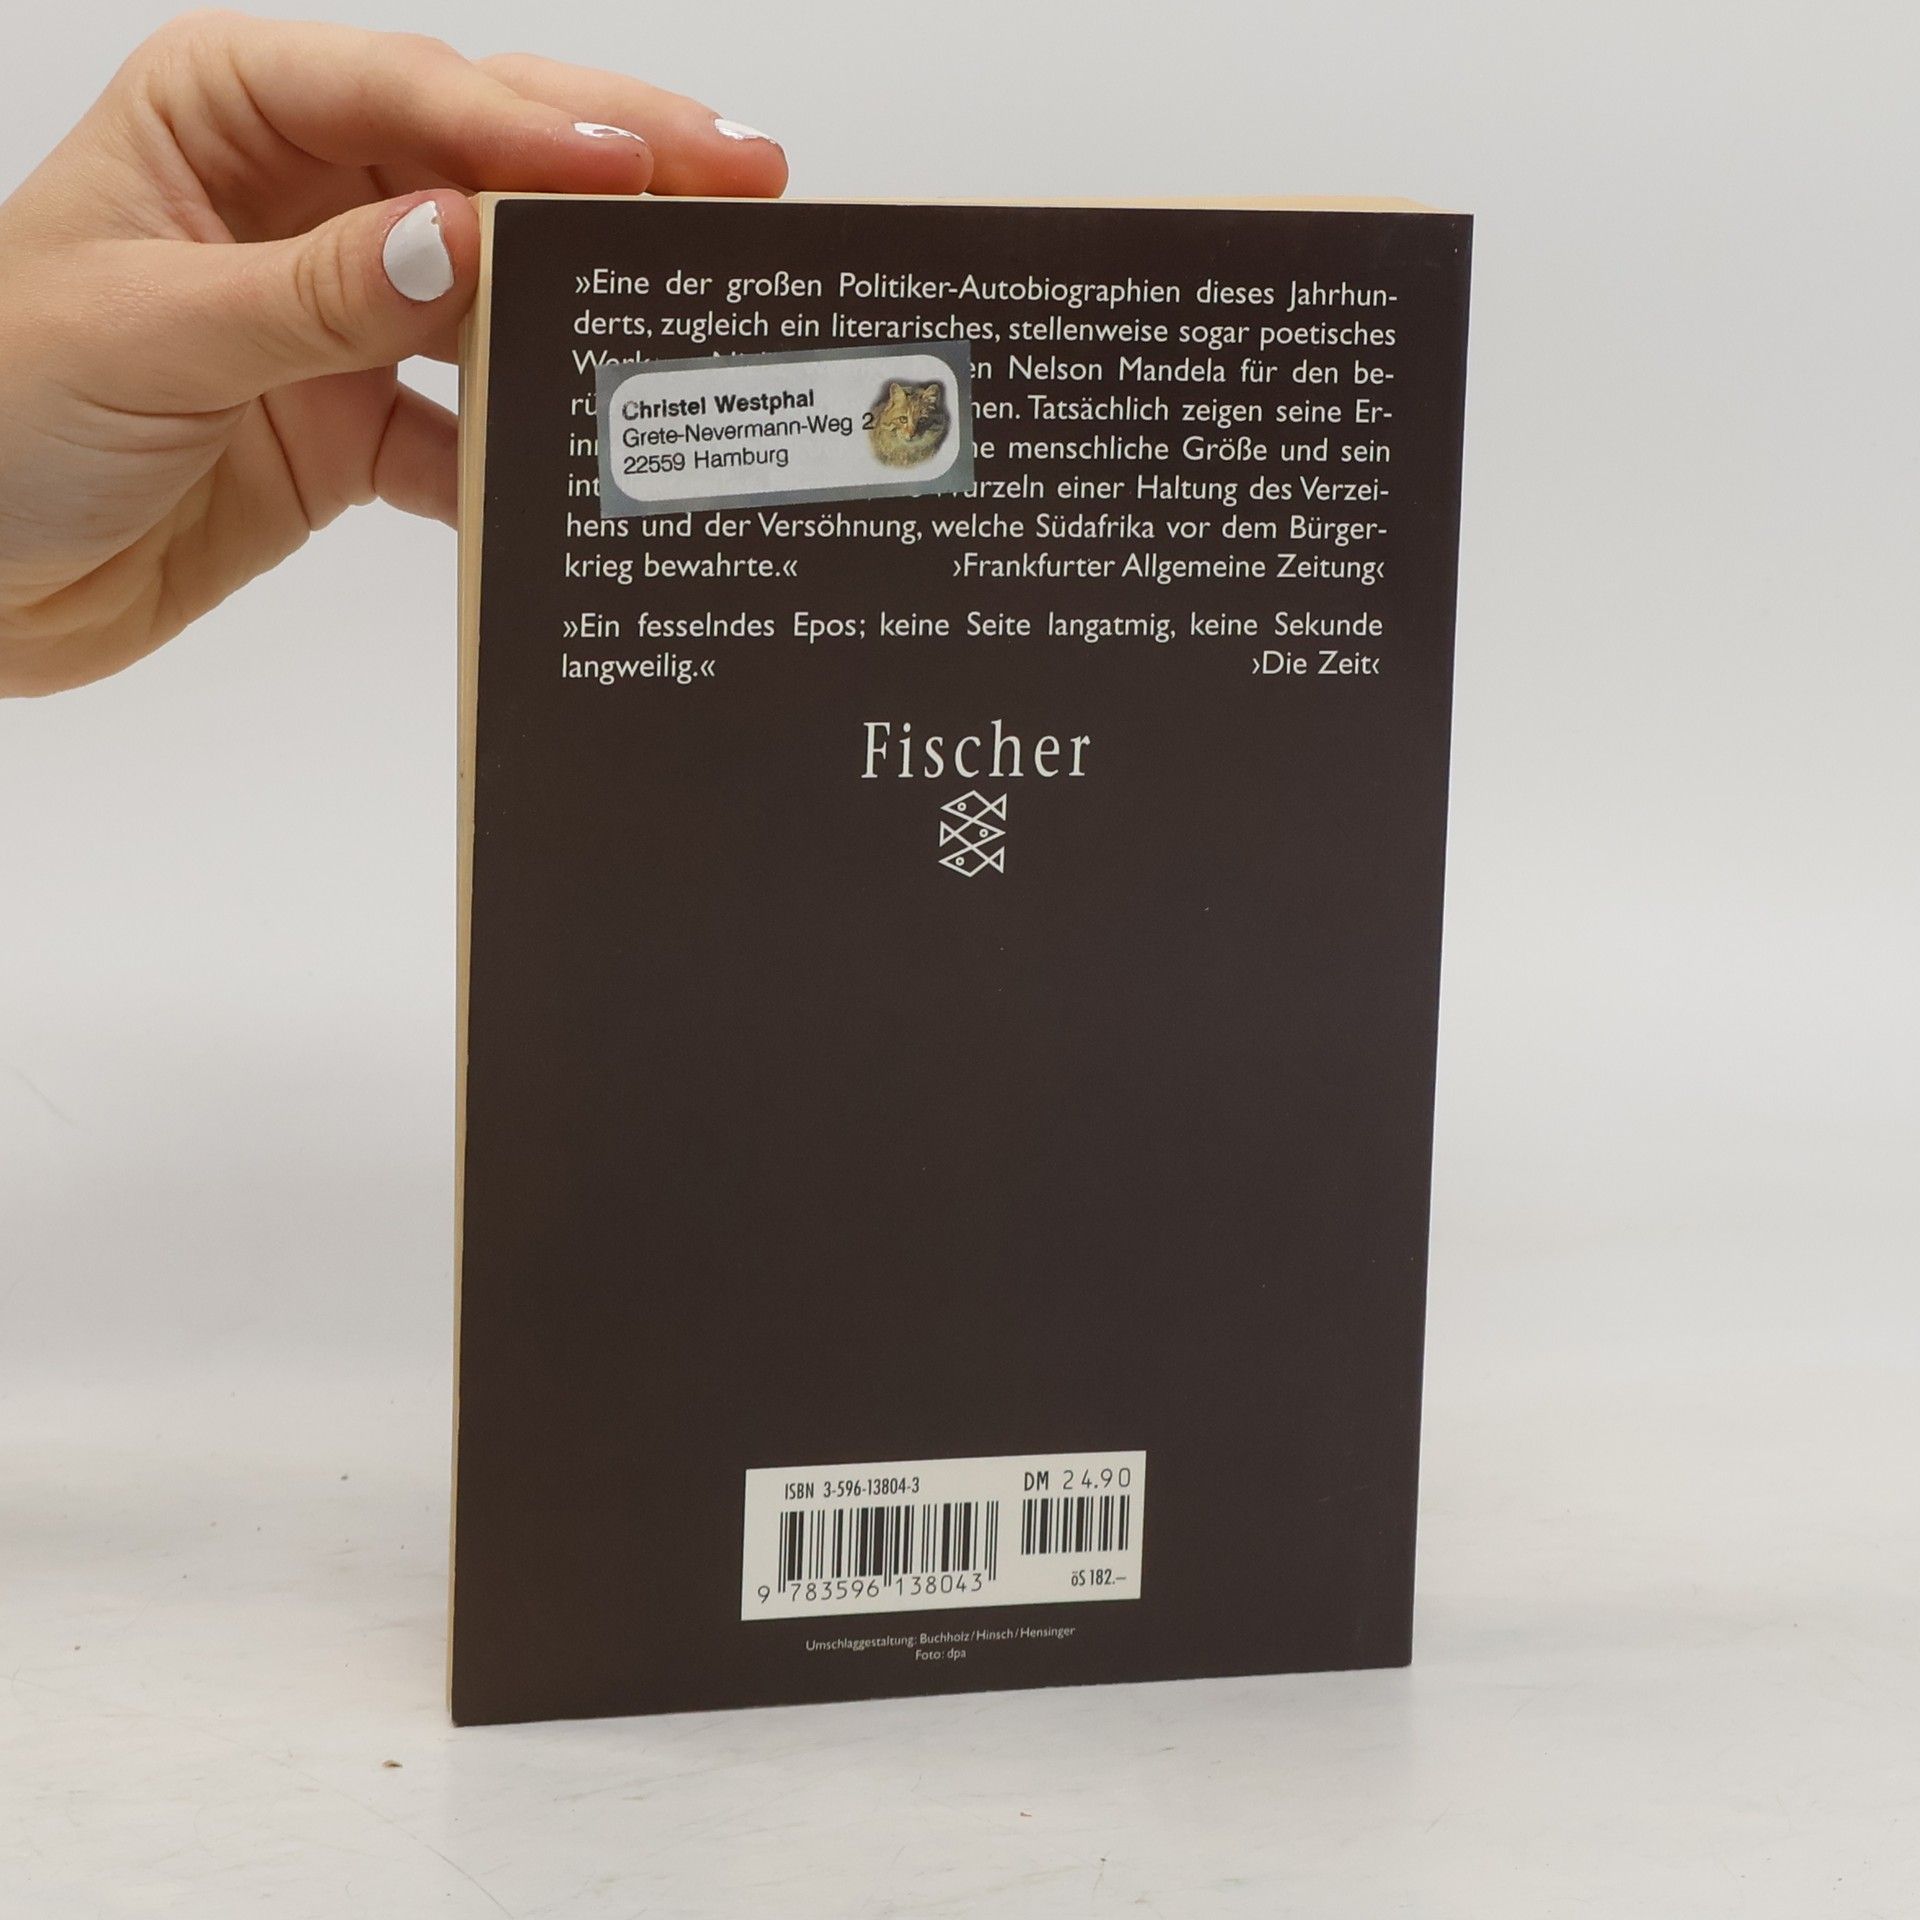 »Eine der großen Politiker-Autobiographien dieses Jahrhun-
derts, zugleich ein literarisches, stellenweise sogar poetisches
Nelson Mandela für den be-
Tatsächlich zeigen seine Er-
menschliche Größe und sein
einer Haltung des Verzei-
hens und der Versöhnung, welche Südafrika vor dem Bürger-
krieg bewahrte.« ›Frankfurter Allgemeine Zeitung‹
Christel Westphal
Grete-Nevermann-Weg 2
22559 Hamburg
»Ein fesselndes Epos; keine Seite langatmig, keine Sekunde
langweilig.« ›Die Zeit‹
Fischer
ISBN 3-596-13804-3 DM 24.90
9 783596 138043 öS 182.–
Umschlaggestaltung: Buchholz/Hinsch/Hensinger
Foto: dpa